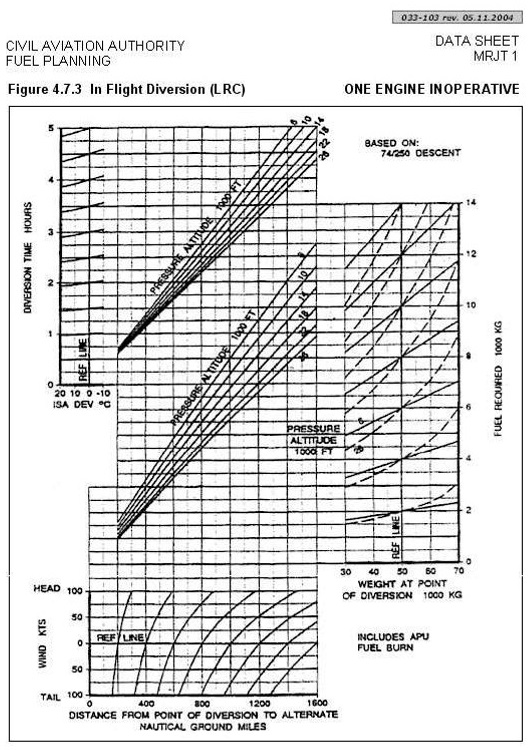 033-103 rev. 05.11.2004
CIVIL AVIATION AUTHORITY
FUEL PLANNING
DATA SHEET
MRJT 1
Figure 4.7.3 In Flight Diversion (LRC)
ONE ENGINE INOPERATIVE
BASED ON:
74/250 DESCENT
DIVERSION TIME HOURS
5
4
3
2
1
0
REF LINE
20 10 0 -10
ISA DEV ºC
PRESSURE ALTITUDE 1000 FT
6 10 14 18 22 26
PRESSURE ALTITUDE 1000 FT
6 10 14 18 22 26
PRESSURE
ALTITUDE
1000 FT
6
26
14
12
10
8
6
4
2
0
FUEL REQUIRED 1000 KG
REF LINE
30 40 50 60 70
WEIGHT AT POINT
OF DIVERSION 1000 KG
HEAD 100
50
0
50
TAIL 100
WIND KTS
REF LINE
0 400 800 1200 1600
DISTANCE FROM POINT OF DIVERSION TO ALTERNATE
NAUTICAL GROUND MILES
INCLUDES APU
FUEL BURN